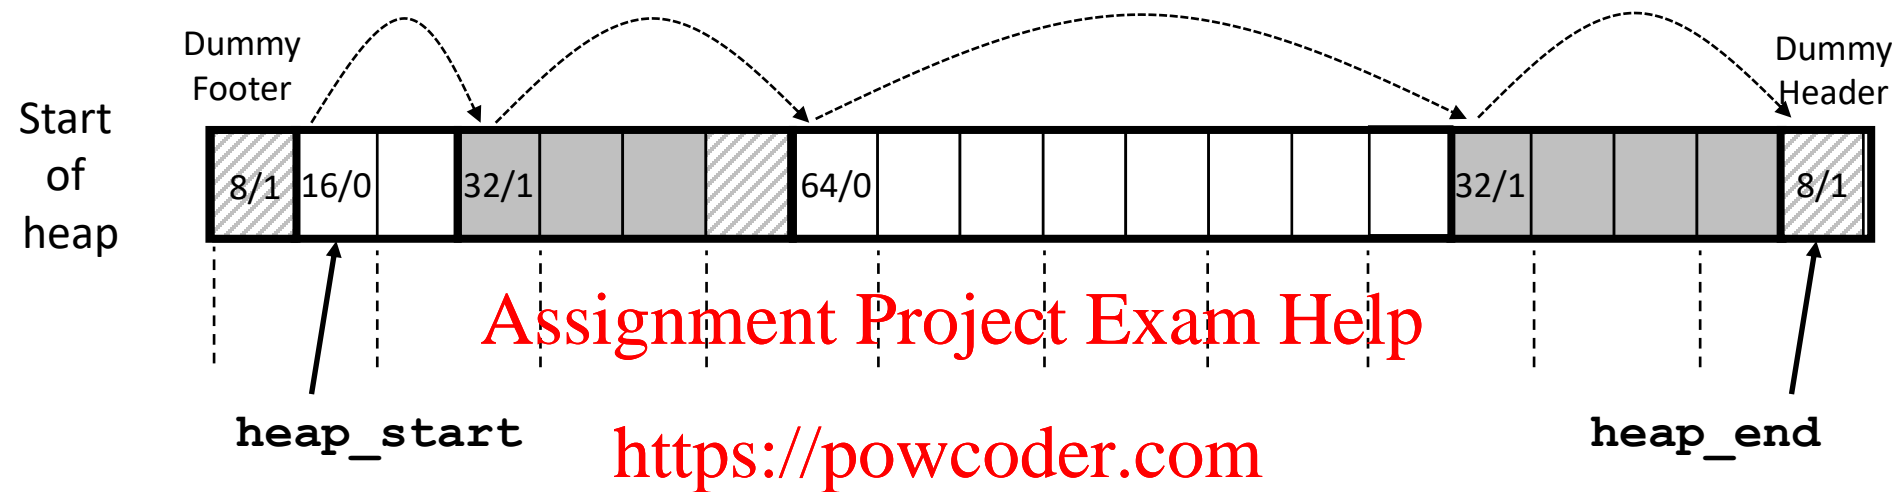 Dummy
Footer
Dummy
Header
Start
of
heap
8/1 16/0 32/1 64/0 32/1 8/1
Assignment Project Exam Help
heap_start
heap_end
https://powcoder.com